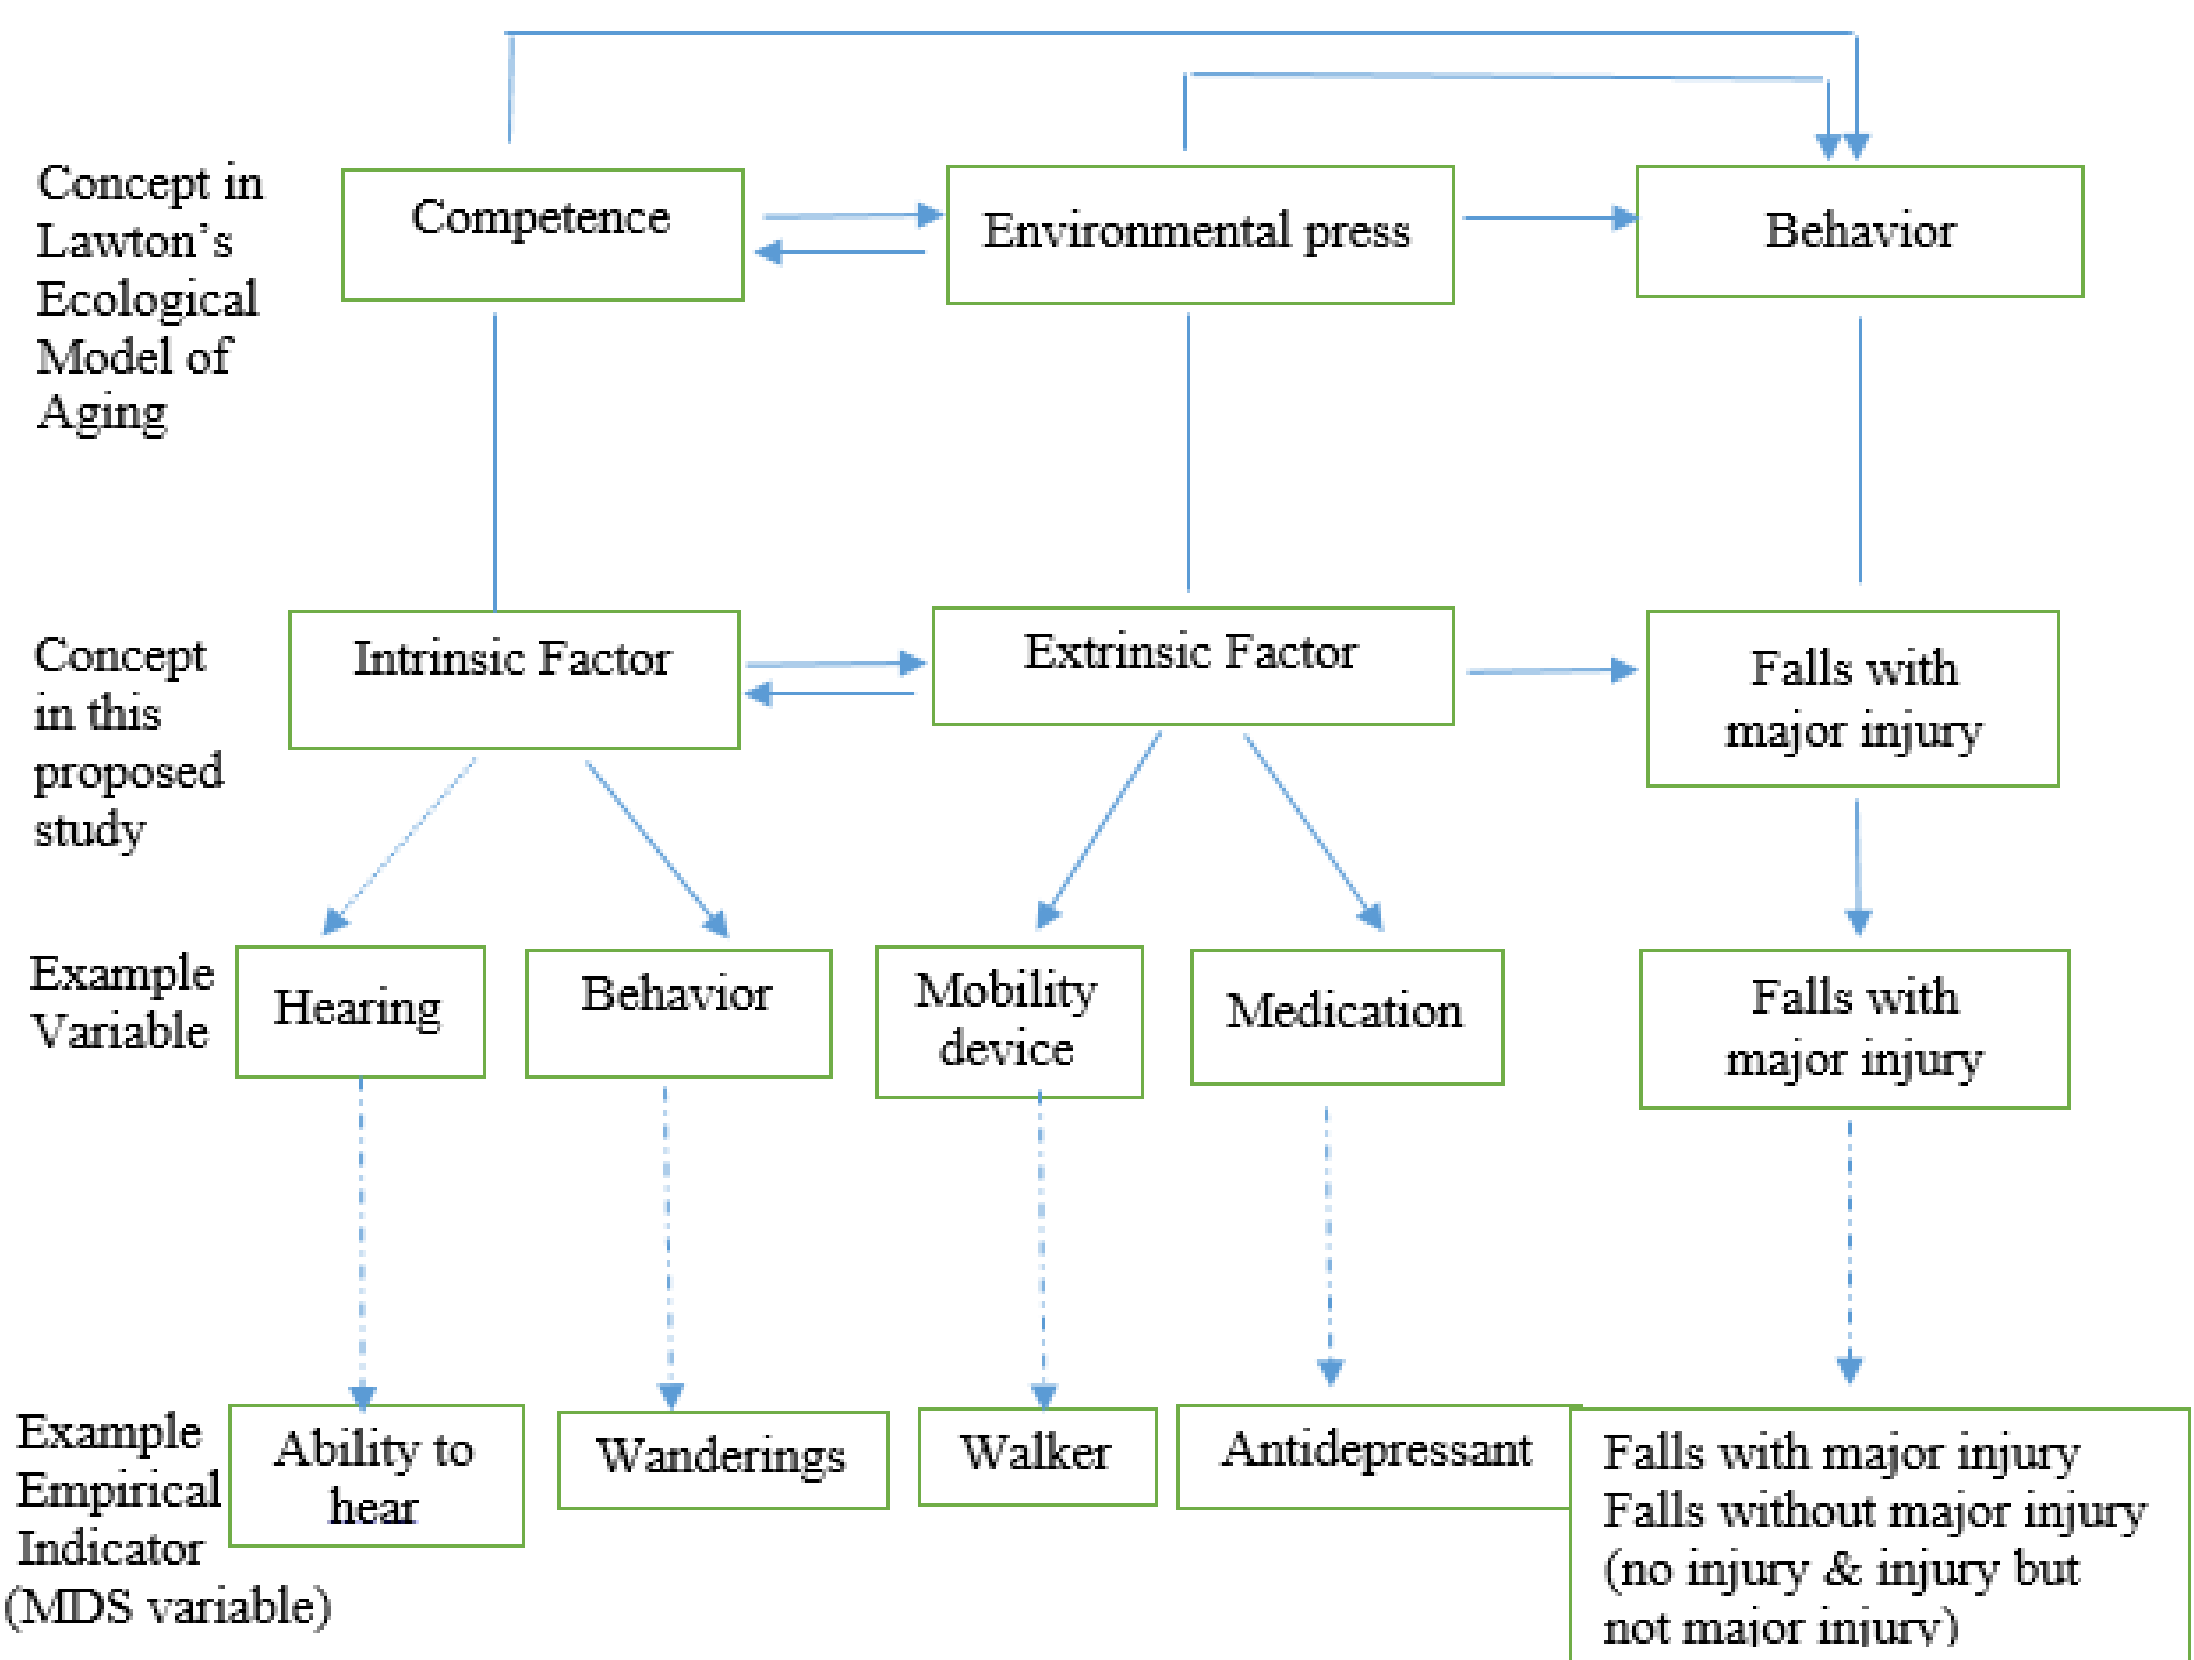 Concept in
Lawton’s
Ecological
Model of
Aging
Competence
Environmental press
Behavior
Concept
in this
proposed
study
Intrinsic Factor
Extrinsic Factor
Falls with
major injury
Example
Variable
Hearing
Behavior
Mobility
device
Medication
Falls with
major injury
Example
Empirical
Indicator
(MDS variable)
Ability to
hear
Wanderings
Walker
Antidepressant
Falls with major injury
Falls without major injury
(no injury & injury but
not major injury)